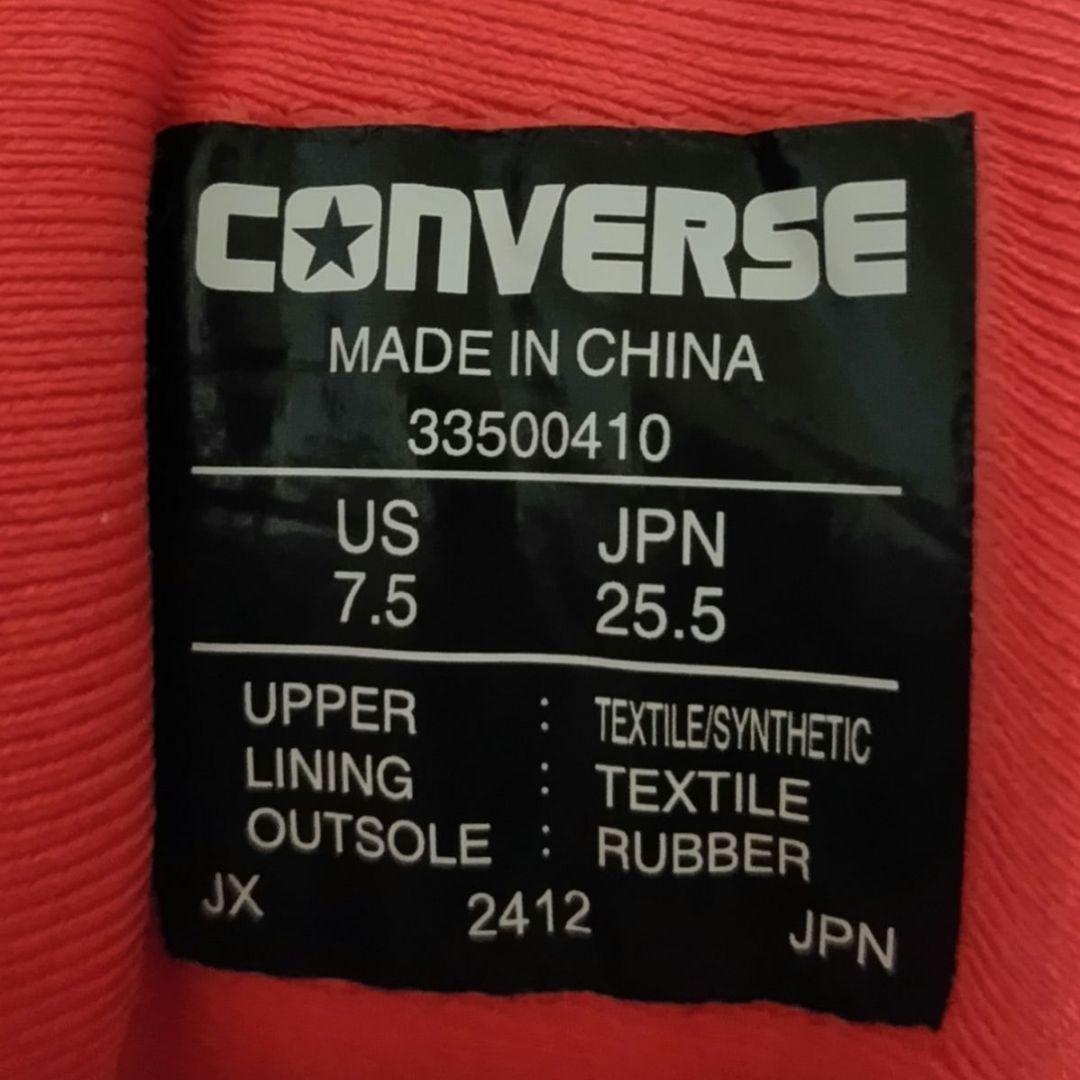 CONVERSE
MADE IN CHINA
33500410
US JPN
7.5 25.5
UPPER : TEXTILE/SYNTHETIC
LINING : TEXTILE
OUTSOLE : RUBBER
JX 2412 JPN